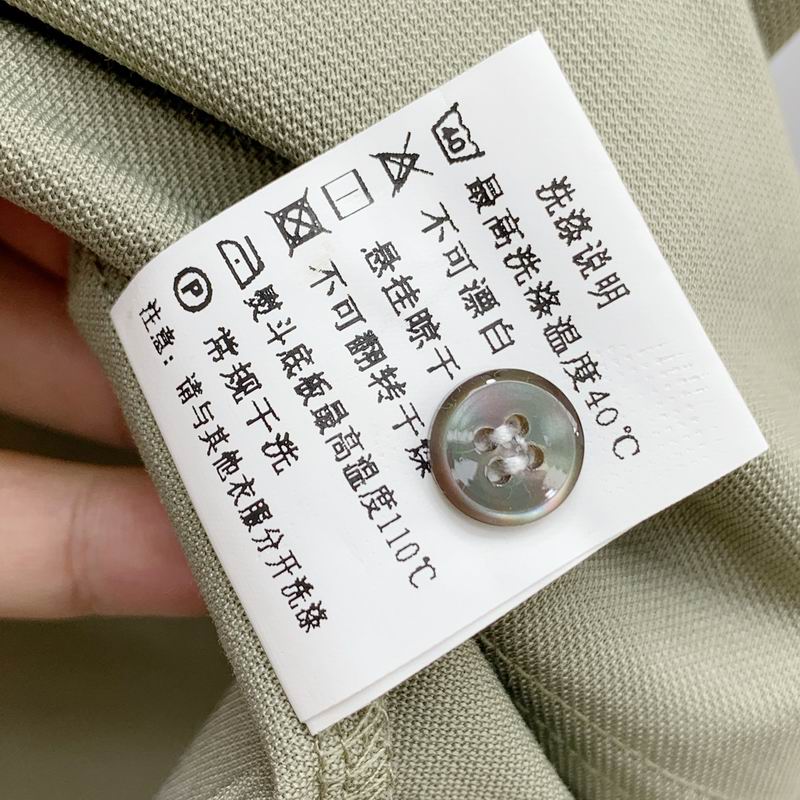 洗涤说明
40 最高洗涤温度40℃
不可漂白
悬挂晾干
不可翻转干燥
熨斗底板最高温度110℃
P 常规干洗
注意：请与其他衣服分开洗涤